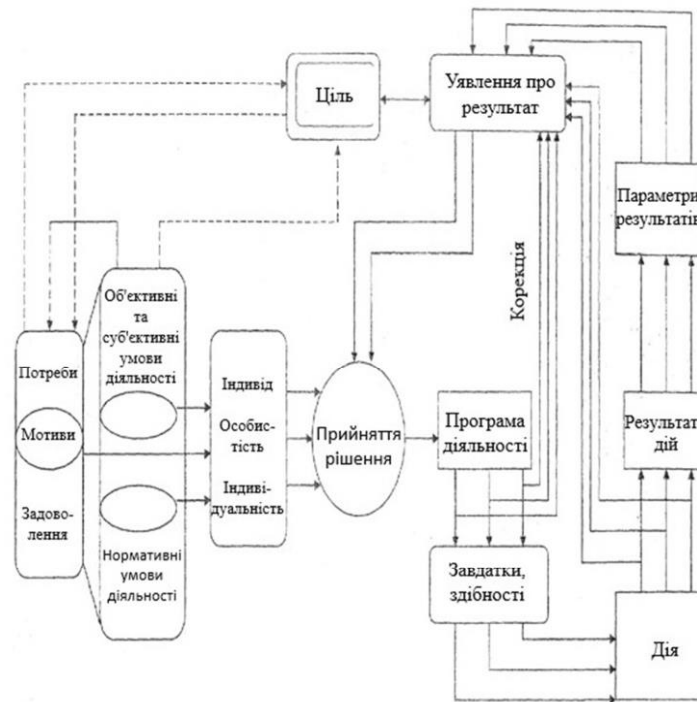 Ціль
Уявлення про
результат
Параметри
результатів
Корекція
Об'єктивні
та
суб'єктивні
умови
діяльності
Потреби
Мотиви
Задово-
лення
Нормативні
умови
діяльності
Індивід
Особис-
тість
Індиві-
дуальність
Прийняття
рішення
Програма
діяльності
Результат
дій
Завдатки,
здібності
Дія